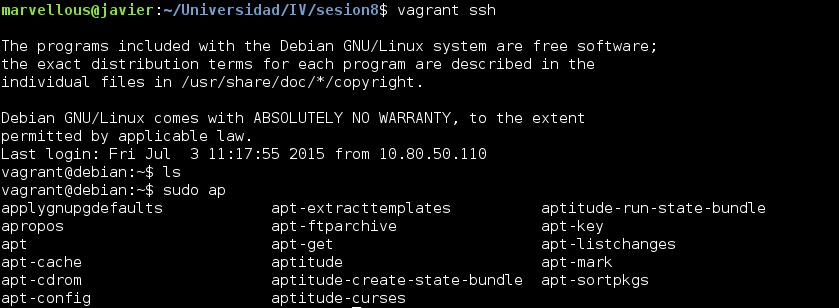 marvellous@javier:~/Universidad/IV/sesion8$ vagrant ssh
The programs included with the Debian GNU/Linux system are free software;
the exact distribution terms for each program are described in the
individual files in /usr/share/doc/*/copyright.
Debian GNU/Linux comes with ABSOLUTELY NO WARRANTY, to the extent
permitted by applicable law.
Last login: Fri Jul  3 11:17:55 2015 from 10.80.50.110
vagrant@debian:~$ ls
vagrant@debian:~$ sudo ap
applygnupgdefaults            apt-extracttemplates          aptitude-run-state-bundle
apropos                       apt-ftparchive                apt-key
apt                           apt-get                       apt-listchanges
apt-cache                     aptitude                      apt-mark
apt-cdrom                     aptitude-create-state-bundle  apt-sortpkgs
apt-config                    aptitude-curses